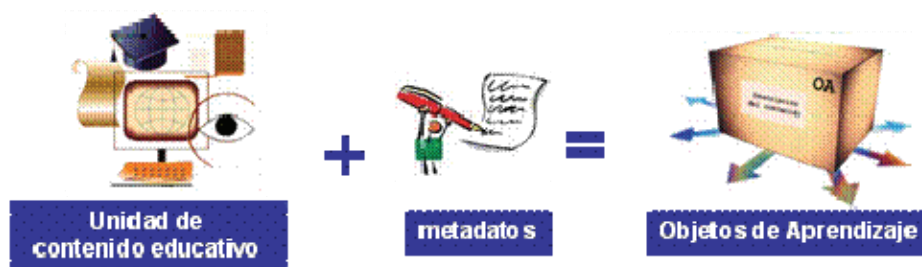 OA
+
=
Unidad de
contenido educativo
metadatos
Objetos de Aprendizaje